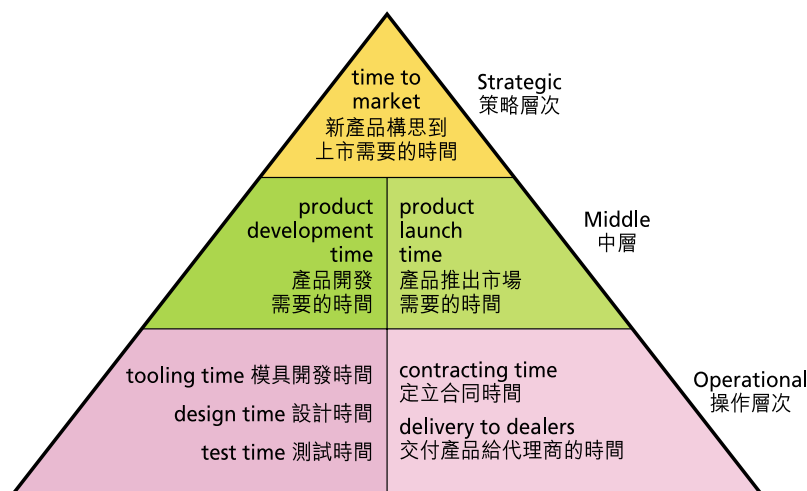 time to
market
新產品構思到
上市需要的時間
Strategic
策略層次
product
development
time
產品開發
需要的時間
product
launch
time
產品推出市場
需要的時間
Middle
中層
tooling time 模具開發時間
design time 設計時間
test time 測試時間
contracting time
定立合同時間
delivery to dealers
交付產品給代理商的時間
Operational
操作層次